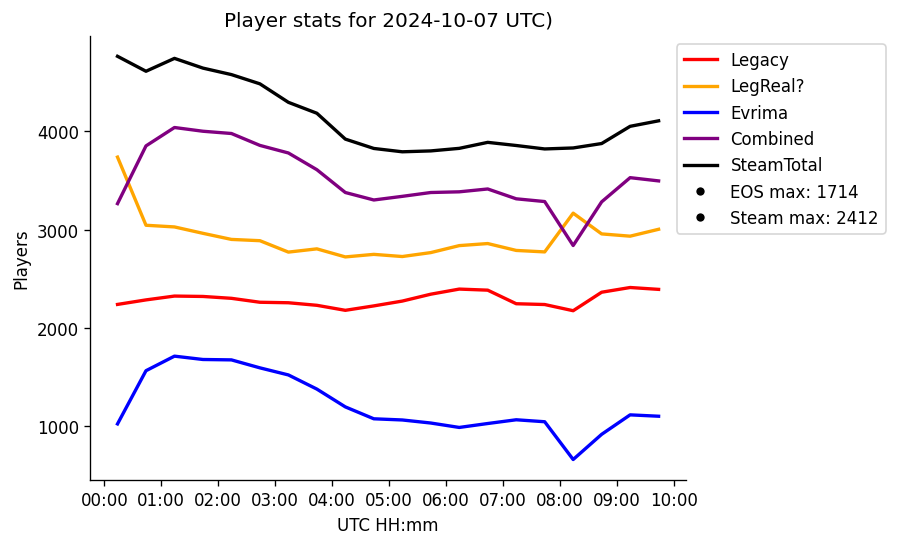 Player stats for 2024-10-07 UTC)
Legacy
LegReal?
Evrima
Combined
SteamTotal
EOS max: 1714
Steam max: 2412
Players
4000
3000
2000
1000
00:00 01:00 02:00 03:00 04:00 05:00 06:00 07:00 08:00 09:00 10:00
UTC HH:mm